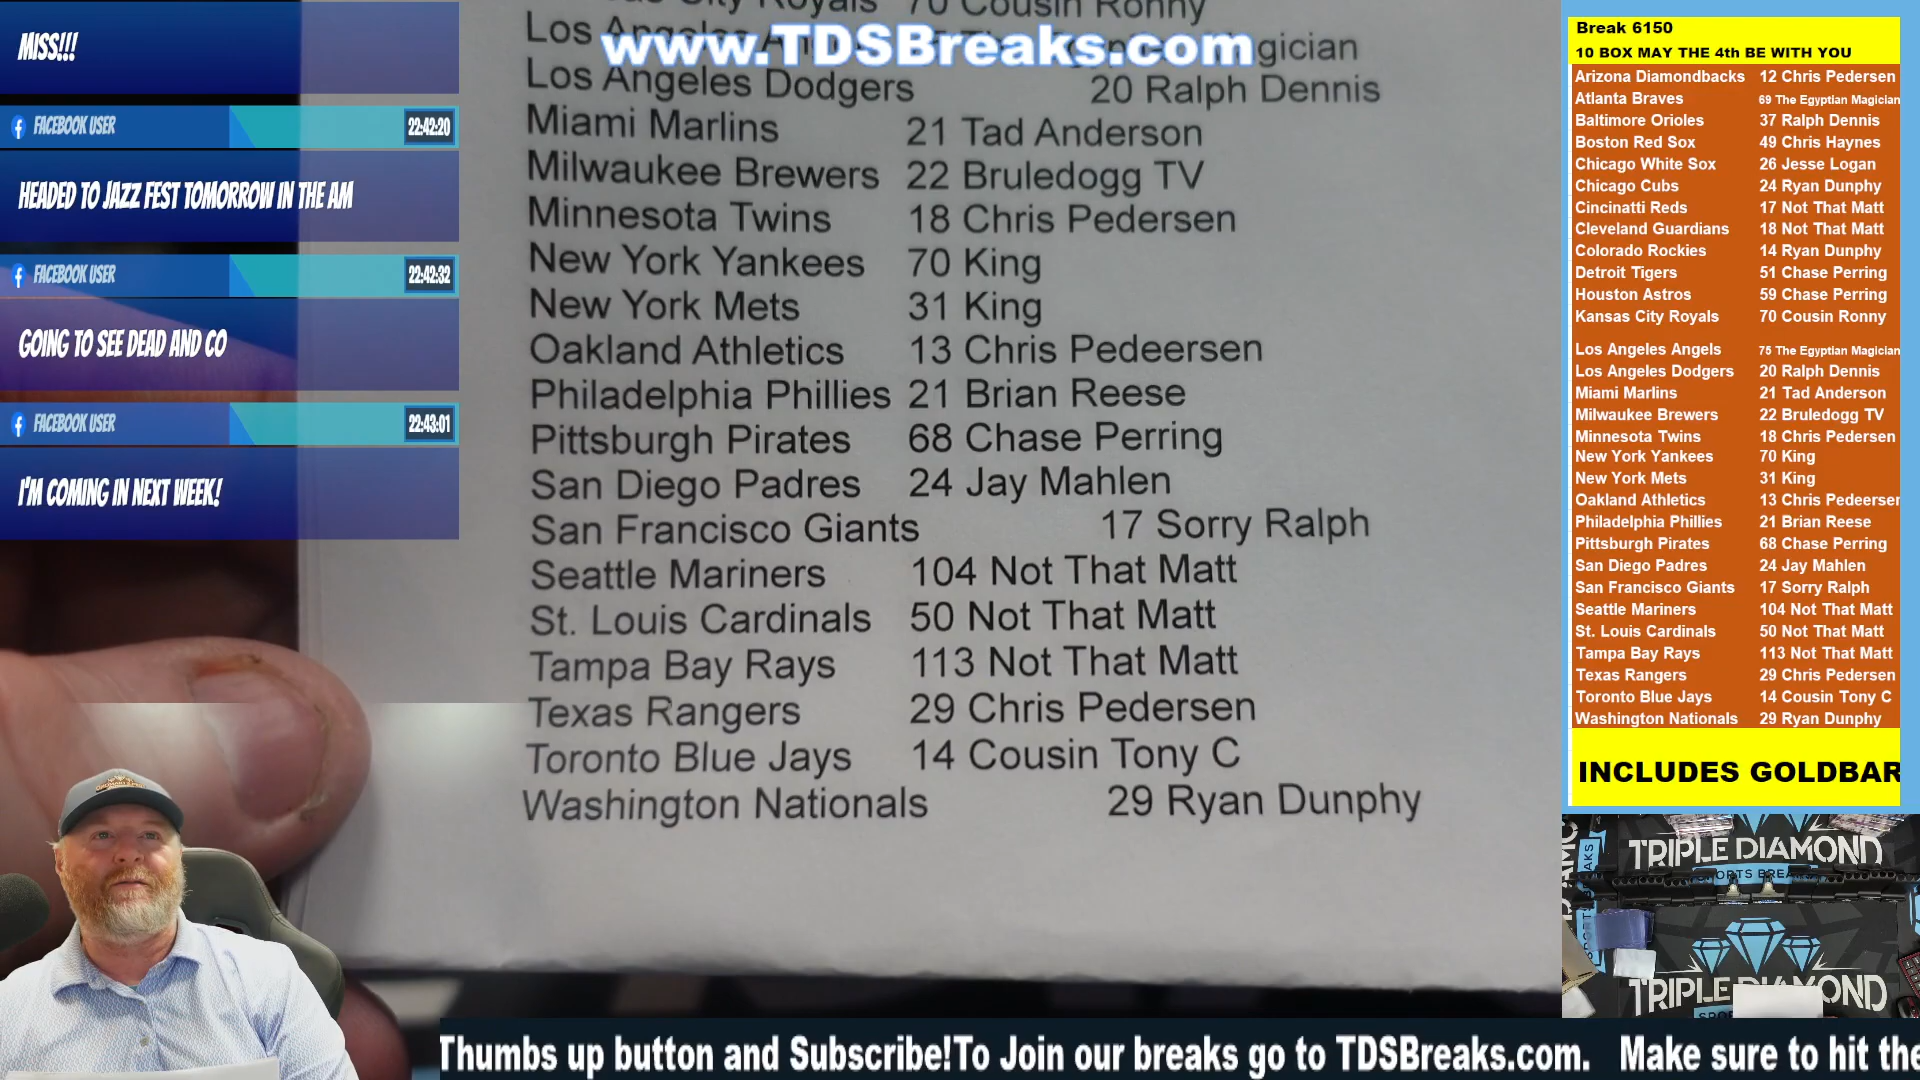 MISS!!!
FACEBOOK USER 22:42:20
HEADED TO JAZZ FEST TOMORROW IN THE AM
FACEBOOK USER 22:42:32
GOING TO SEE DEAD AND CO
FACEBOOK USER 22:43:01
I'M COMING IN NEXT WEEK!
City Royals 70 Cousin Ronny
www.TDSBreaks.com
Los Angeles Dodgers 20 Ralph Dennis
Miami Marlins 21 Tad Anderson
Milwaukee Brewers 22 Bruledogg TV
Minnesota Twins 18 Chris Pedersen
New York Yankees 70 King
New York Mets 31 King
Oakland Athletics 13 Chris Pedeersen
Philadelphia Phillies 21 Brian Reese
Pittsburgh Pirates 68 Chase Perring
San Diego Padres 24 Jay Mahlen
San Francisco Giants 17 Sorry Ralph
Seattle Mariners 104 Not That Matt
St. Louis Cardinals 50 Not That Matt
Tampa Bay Rays 113 Not That Matt
Texas Rangers 29 Chris Pedersen
Toronto Blue Jays 14 Cousin Tony C
Washington Nationals 29 Ryan Dunphy
Break 6150
10 BOX MAY THE 4th BE WITH YOU
Arizona Diamondbacks 12 Chris Pedersen
Atlanta Braves 69 The Egyptian Magician
Baltimore Orioles 37 Ralph Dennis
Boston Red Sox 49 Chris Haynes
Chicago White Sox 26 Jesse Logan
Chicago Cubs 24 Ryan Dunphy
Cincinatti Reds 17 Not That Matt
Cleveland Guardians 18 Not That Matt
Colorado Rockies 14 Ryan Dunphy
Detroit Tigers 51 Chase Perring
Houston Astros 59 Chase Perring
Kansas City Royals 70 Cousin Ronny
Los Angeles Angels 75 The Egyptian Magician
Los Angeles Dodgers 20 Ralph Dennis
Miami Marlins 21 Tad Anderson
Milwaukee Brewers 22 Bruledogg TV
Minnesota Twins 18 Chris Pedersen
New York Yankees 70 King
New York Mets 31 King
Oakland Athletics 13 Chris Pedeersen
Philadelphia Phillies 21 Brian Reese
Pittsburgh Pirates 68 Chase Perring
San Diego Padres 24 Jay Mahlen
San Francisco Giants 17 Sorry Ralph
Seattle Mariners 104 Not That Matt
St. Louis Cardinals 50 Not That Matt
Tampa Bay Rays 113 Not That Matt
Texas Rangers 29 Chris Pedersen
Toronto Blue Jays 14 Cousin Tony C
Washington Nationals 29 Ryan Dunphy
INCLUDES GOLDBAR
TRIPLE DIAMOND
SPORTS BREAKS
TRIPLE DIAMOND
Thumbs up button and Subscribe!To Join our breaks go to TDSBreaks.com. Make sure to hit the